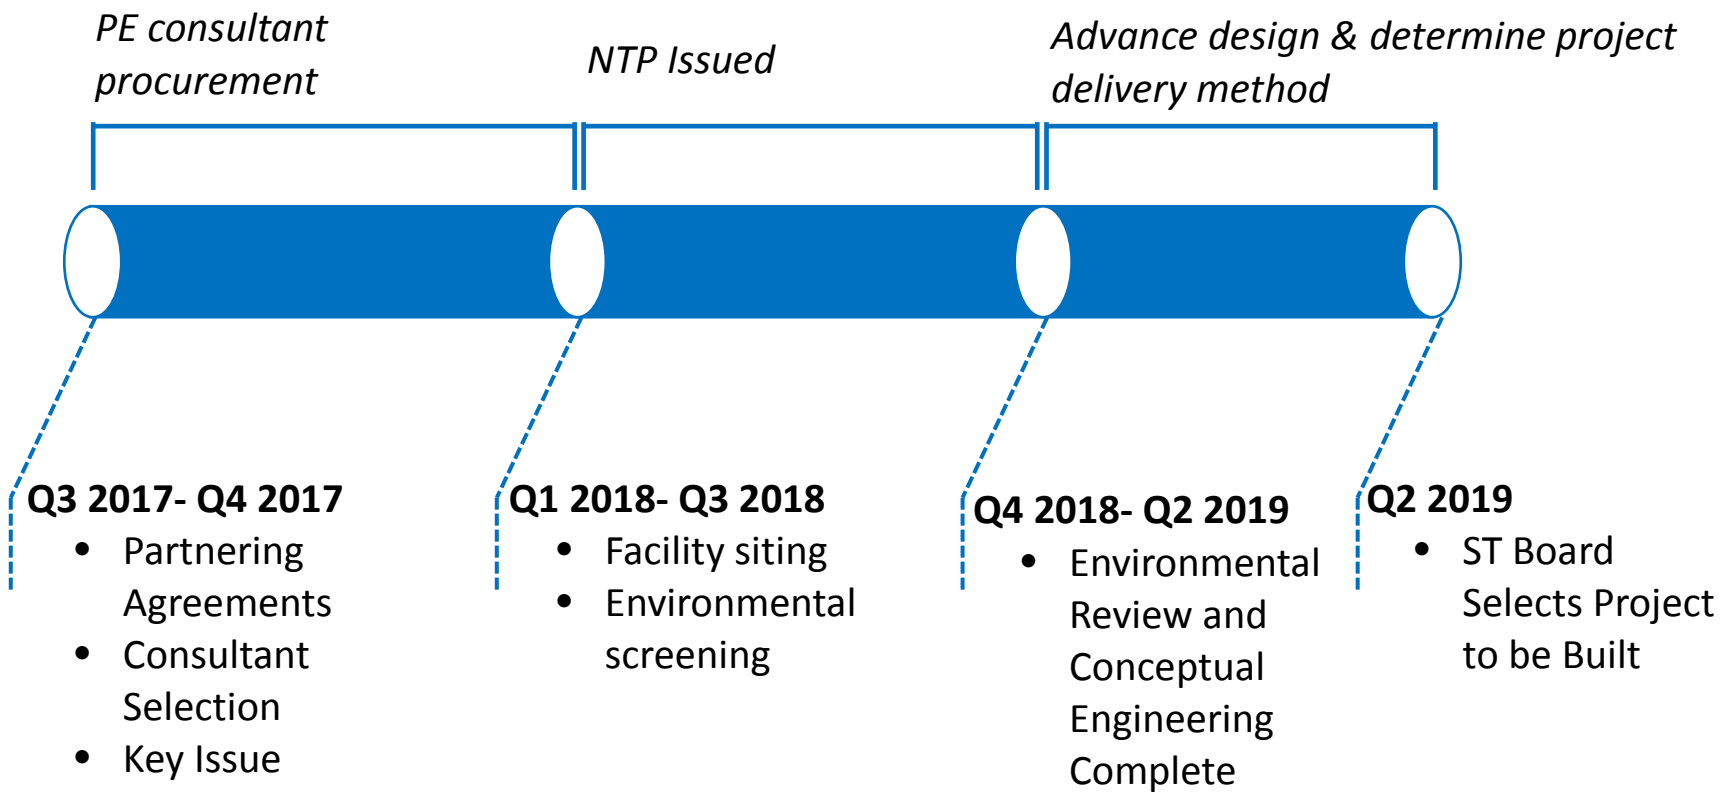 PE consultant
procurement
NTP Issued
Advance design & determine project
delivery method
Q3 2017- Q4 2017
• Partnering
Agreements
• Consultant
Selection
• Key Issue
Q1 2018- Q3 2018
• Facility siting
• Environmental
screening
Q4 2018- Q2 2019
• Environmental
Review and
Conceptual
Engineering
Complete
Q2 2019
• ST Board
Selects Project
to be Built